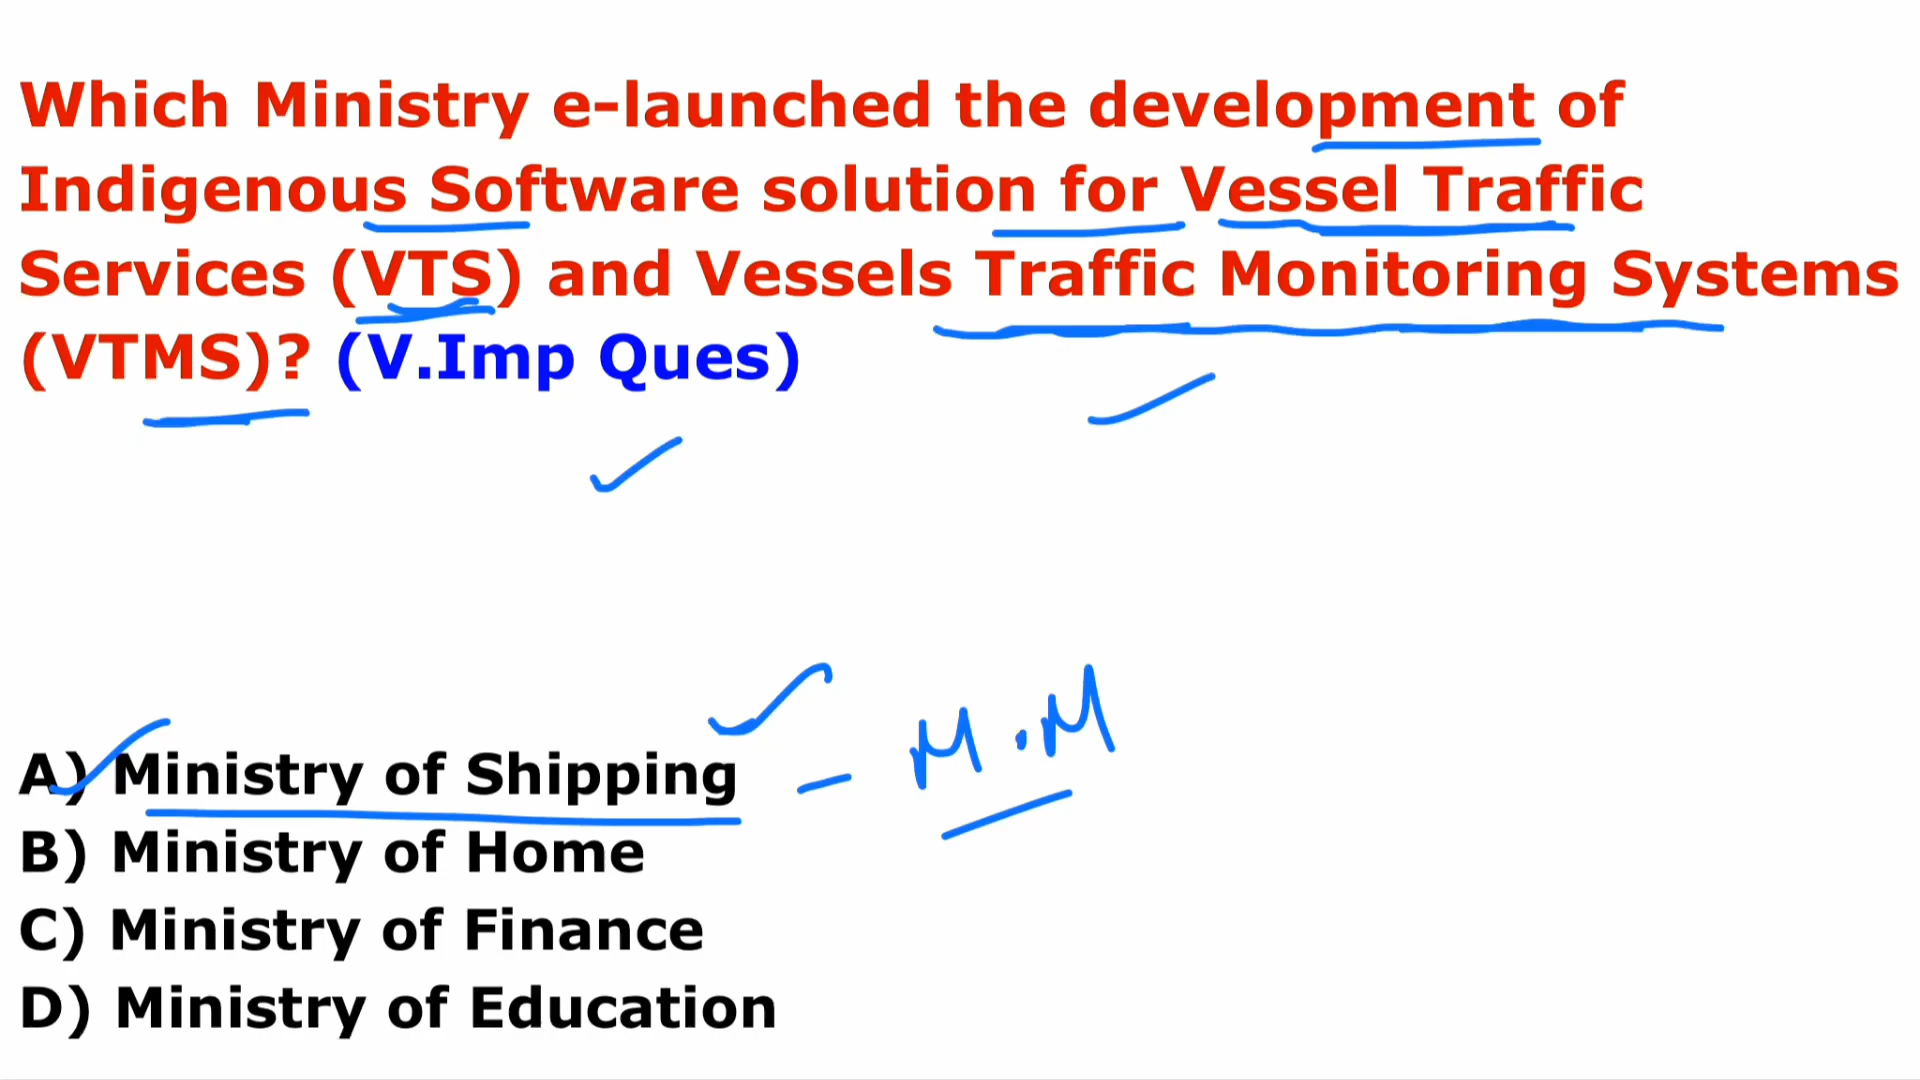 Which Ministry e-launched the development of
Indigenous Software solution for Vessel Traffic
Services (VTS) and Vessels Traffic Monitoring Systems
(VTMS)? (V.Imp Ques)
A) Ministry of Shipping - M.M
B) Ministry of Home
C) Ministry of Finance
D) Ministry of Education